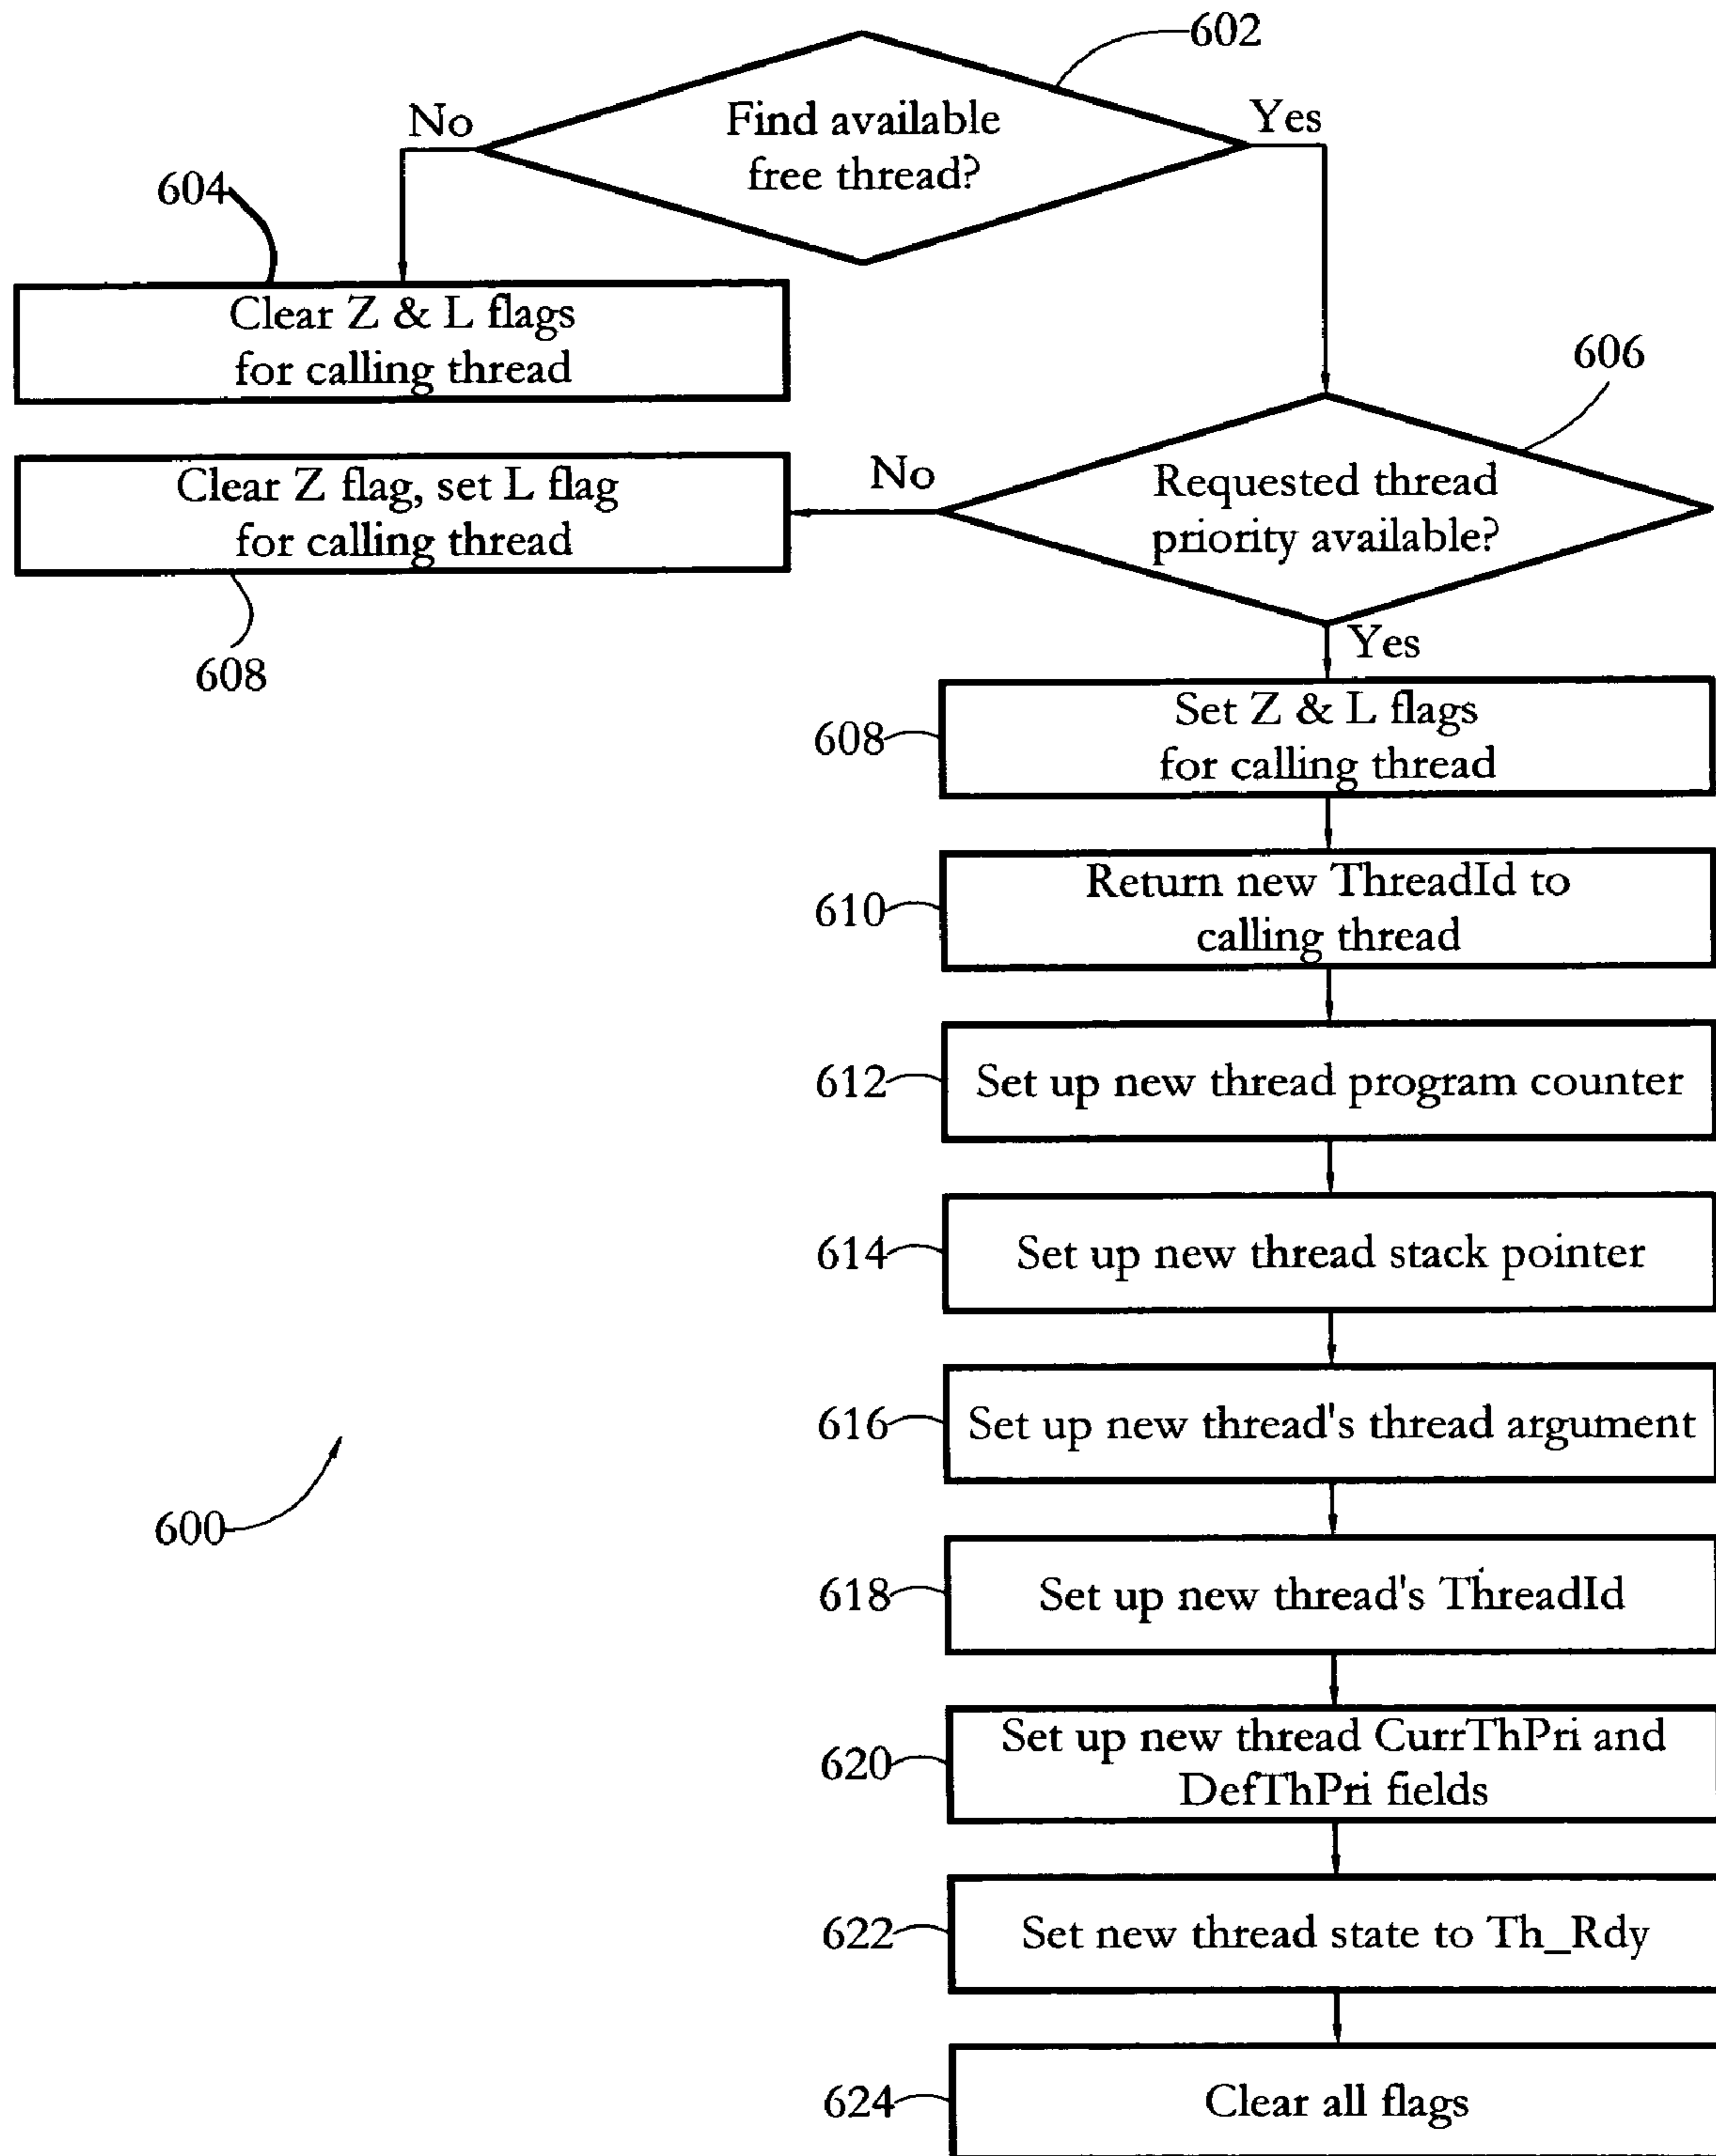 602
No
Find available
free thread?
Yes
604
Clear Z & L flags
for calling thread
606
Clear Z flag, set L flag
for calling thread
No
Requested thread
priority available?
608
Yes
608
Set Z & L flags
for calling thread
610
Return new ThreadId to
calling thread
612
Set up new thread program counter
614
Set up new thread stack pointer
616
Set up new thread's thread argument
600
618
Set up new thread's ThreadId
620
Set up new thread CurrThPri and
DefThPri fields
622
Set new thread state to Th_Rdy
624
Clear all flags